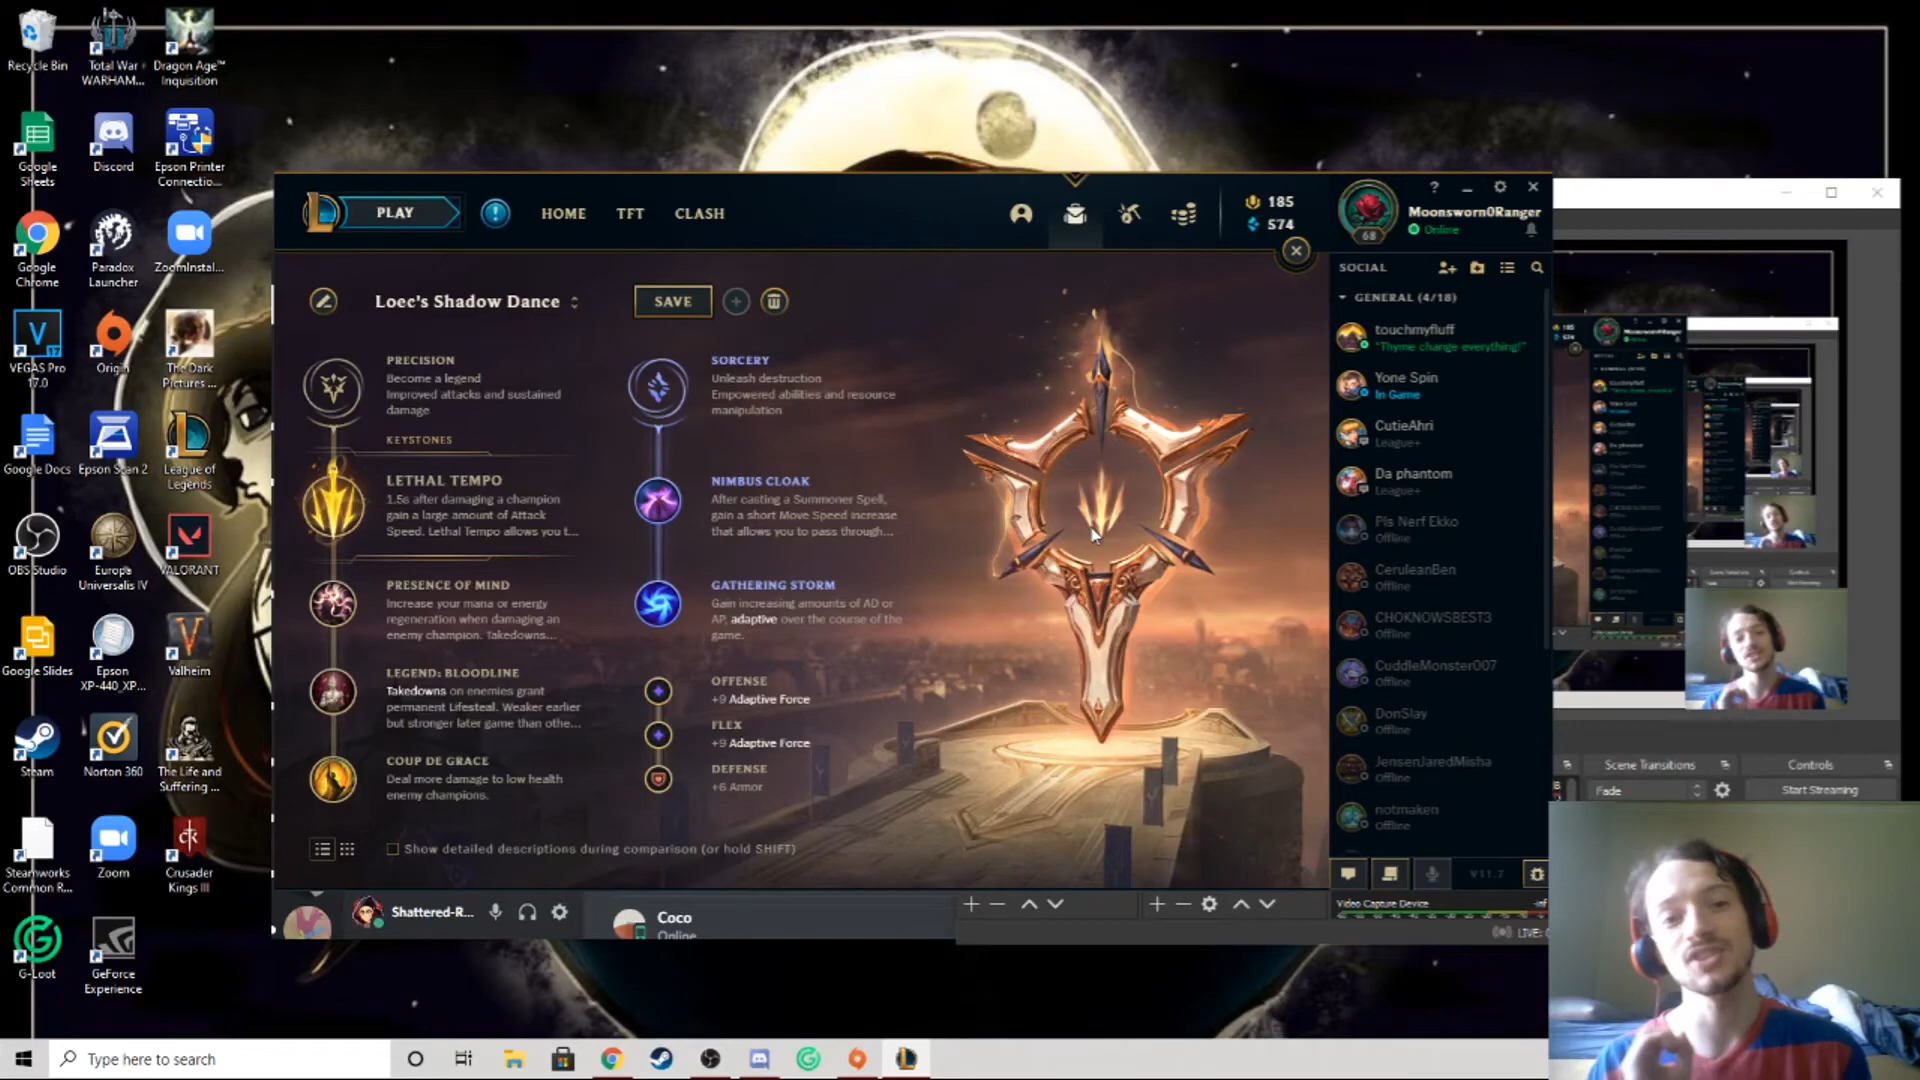 Recycle Bin
Total War
WARHAM...
Dragon Age™
Inquisition
Google
Sheets
Discord
Epson Printer
Connectio...
Google
Chrome
Paradox
Launcher
ZoomInstal...
VEGAS Pro
17.0
Origin
The Dark
Pictures ...
Google Docs
Epson Scan 2
League of
Legends
OBS Studio
Europa
Universalis IV
VALORANT
Google Slides
Epson
XP-440_XP...
Valheim
Steam
Norton 360
The Life and
Suffering ...
Steamworks
Common R...
Zoom
Crusader
Kings III
G-Loot
GeForce
Experience
PLAY
HOME
TFT
CLASH
185
574
68
Moonsworn0Ranger
Online
Loec's Shadow Dance
SAVE
PRECISION
Become a legend
Improved attacks and sustained
damage
KEYSTONES
LETHAL TEMPO
1.5s after damaging a champion
gain a large amount of Attack
Speed. Lethal Tempo allows you t...
PRESENCE OF MIND
Increase your mana or energy
regeneration when damaging an
enemy champion. Takedowns...
LEGEND: BLOODLINE
Takedowns on enemies grant
permanent Lifesteal. Weaker earlier
but stronger later game than othe...
COUP DE GRACE
Deal more damage to low health
enemy champions.
SORCERY
Unleash destruction
Empowered abilities and resource
manipulation
NIMBUS CLOAK
After casting a Summoner Spell,
gain a short Move Speed increase
that allows you to pass through...
GATHERING STORM
Gain increasing amounts of AD or
AP, adaptive over the course of the
game.
OFFENSE
+9 Adaptive Force
FLEX
+9 Adaptive Force
DEFENSE
+6 Armor
Show detailed descriptions during comparison (or hold SHIFT)
SOCIAL
GENERAL (4/18)
touchmyfluff
"Thyme change everything!"
Yone Spin
In Game
CutieAhri
League+
Da phantom
League+
Pls Nerf Ekko
Offline
CeruleanBen
Offline
CHOKNOWSBEST3
Offline
CuddleMonster007
Offline
DonSlay
Offline
JensenJaredMisha
Offline
notmaken
Offline
V11.7
Shattered-R...
Coco
Online
Video Capture Device
-inf
LIVE:
Scene Transitions
Controls
Fade
Start Streaming
Type here to search